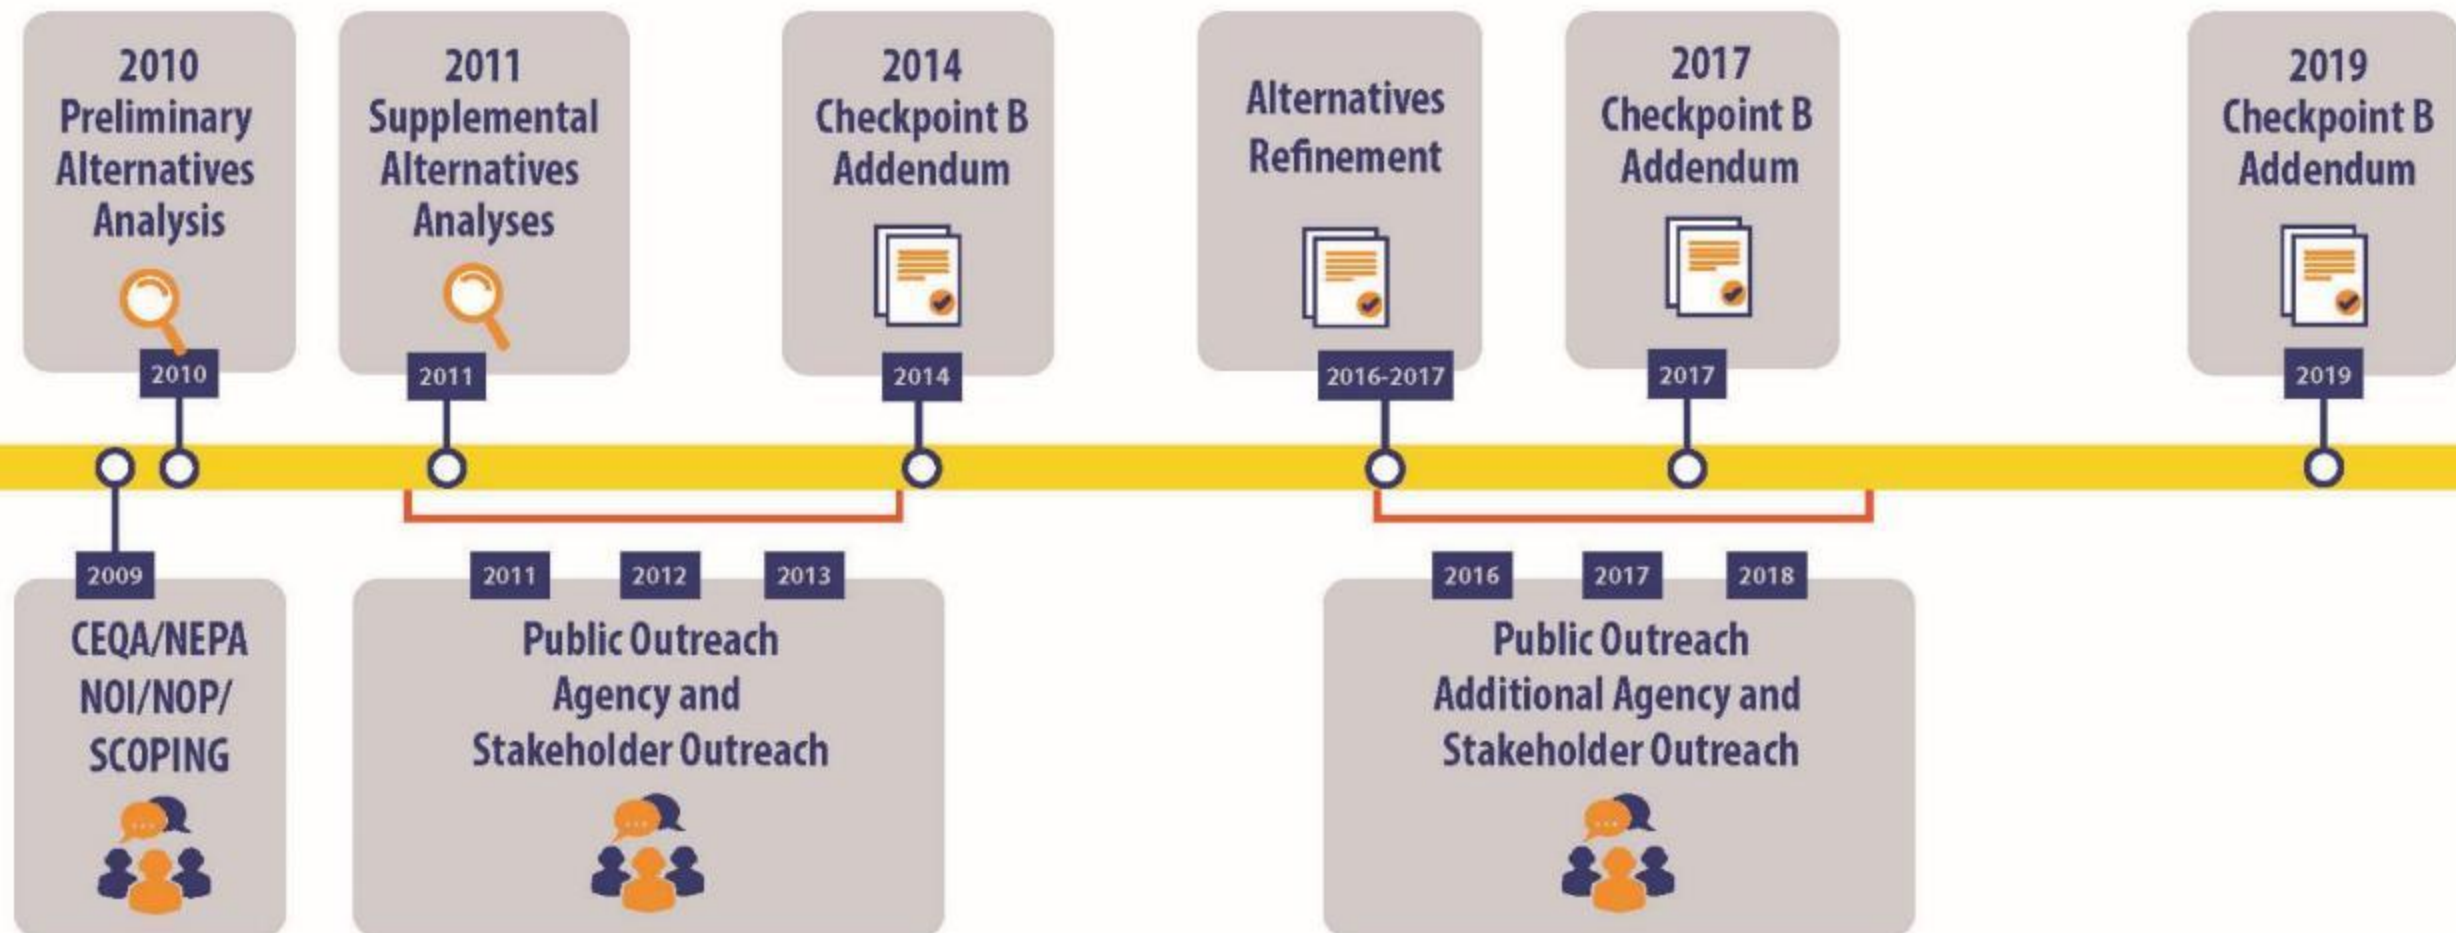 2010
Preliminary
Alternatives
Analysis
2010
2011
Supplemental
Alternatives
Analyses
2011
2014
Checkpoint B
Addendum
2014
Alternatives
Refinement
2016-2017
2017
Checkpoint B
Addendum
2017
2019
Checkpoint B
Addendum
2019
2009
CEQA/NEPA
NOI/NOP/
SCOPING
2011 2012 2013
Public Outreach
Agency and
Stakeholder Outreach
2016 2017 2018
Public Outreach
Additional Agency and
Stakeholder Outreach